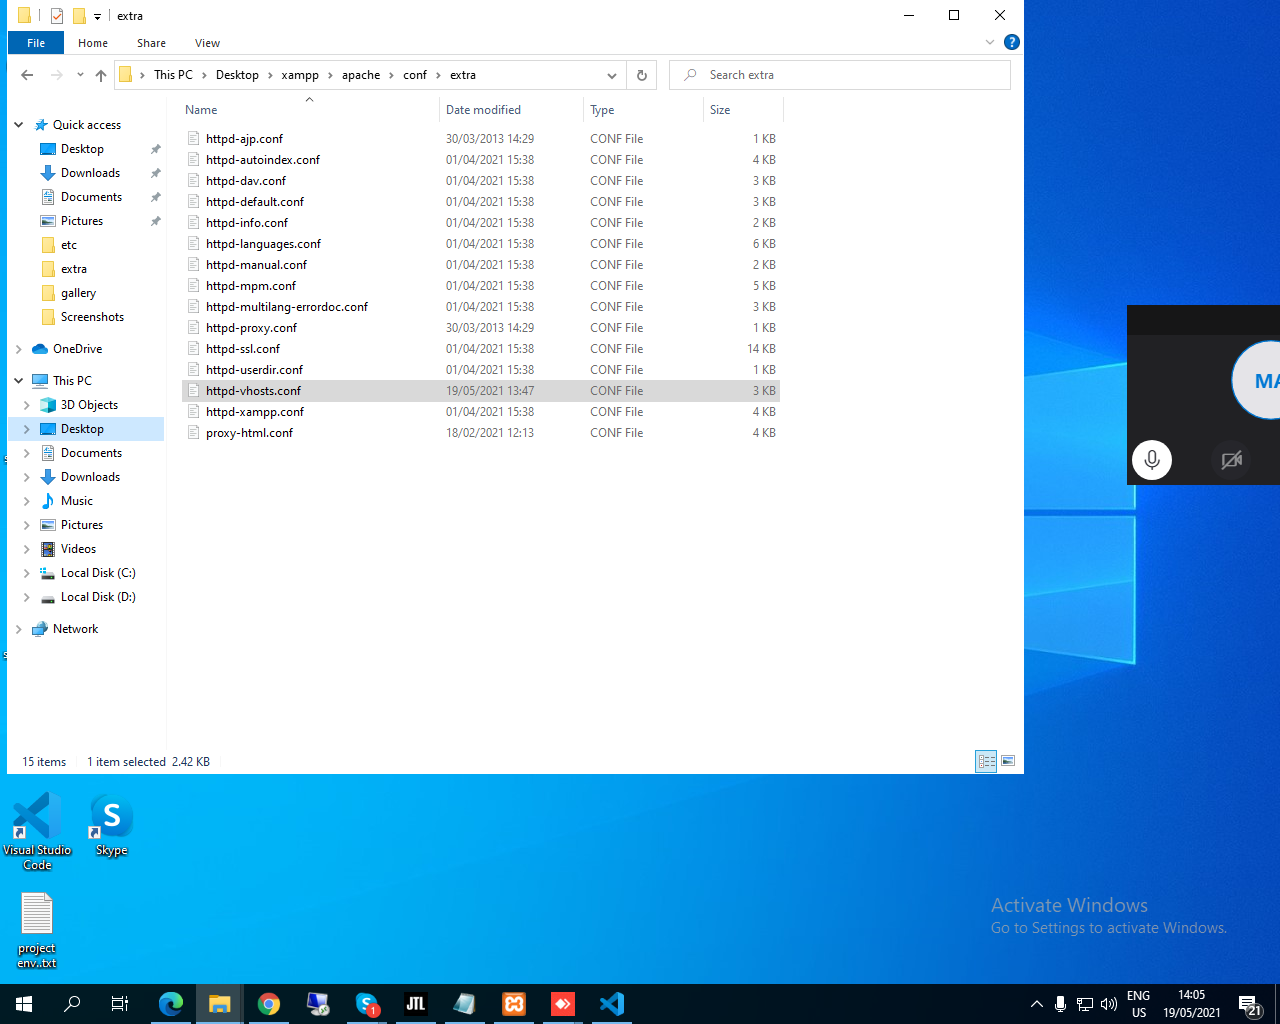 extra
File Home Share View
This PC Desktop xampp apache conf extra
Search extra
Name Date modified Type Size
Quick access
Desktop
Downloads
Documents
Pictures
etc
extra
gallery
Screenshots
OneDrive
This PC
3D Objects
Desktop
Documents
Downloads
Music
Pictures
Videos
Local Disk (C:)
Local Disk (D:)
Network
httpd-ajp.conf 30/03/2013 14:29 CONF File 1 KB
httpd-autoindex.conf 01/04/2021 15:38 CONF File 4 KB
httpd-dav.conf 01/04/2021 15:38 CONF File 3 KB
httpd-default.conf 01/04/2021 15:38 CONF File 3 KB
httpd-info.conf 01/04/2021 15:38 CONF File 2 KB
httpd-languages.conf 01/04/2021 15:38 CONF File 6 KB
httpd-manual.conf 01/04/2021 15:38 CONF File 2 KB
httpd-mpm.conf 01/04/2021 15:38 CONF File 5 KB
httpd-multilang-errordoc.conf 01/04/2021 15:38 CONF File 3 KB
httpd-proxy.conf 30/03/2013 14:29 CONF File 1 KB
httpd-ssl.conf 01/04/2021 15:38 CONF File 14 KB
httpd-userdir.conf 01/04/2021 15:38 CONF File 1 KB
httpd-vhosts.conf 19/05/2021 13:47 CONF File 3 KB
httpd-xampp.conf 01/04/2021 15:38 CONF File 4 KB
proxy-html.conf 18/02/2021 12:13 CONF File 4 KB
15 items 1 item selected 2.42 KB
MA
Visual Studio
Code
Skype
project
env..txt
Activate Windows
Go to Settings to activate Windows.
JTL
1
ENG
US
14:05
19/05/2021
21